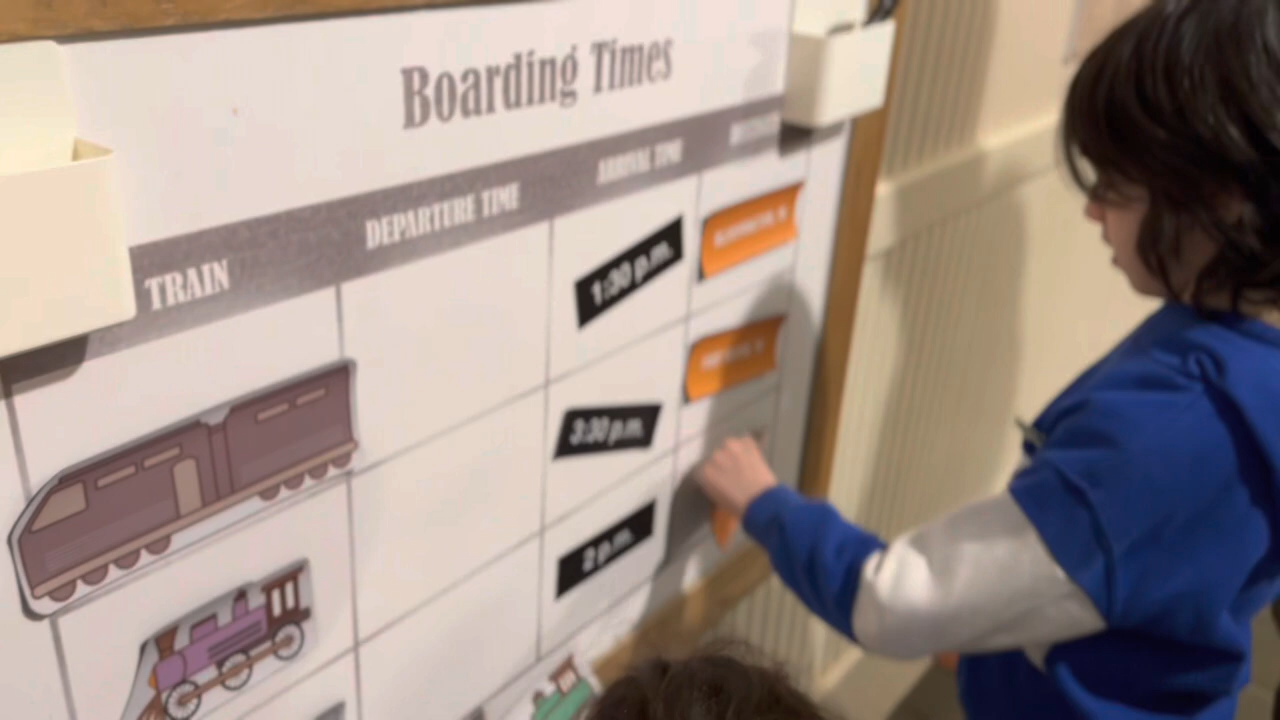 Boarding Times
TRAIN DEPARTURE TIME ARRIVAL TIME
1:30 p.m.
3:30 p.m.
2 p.m.